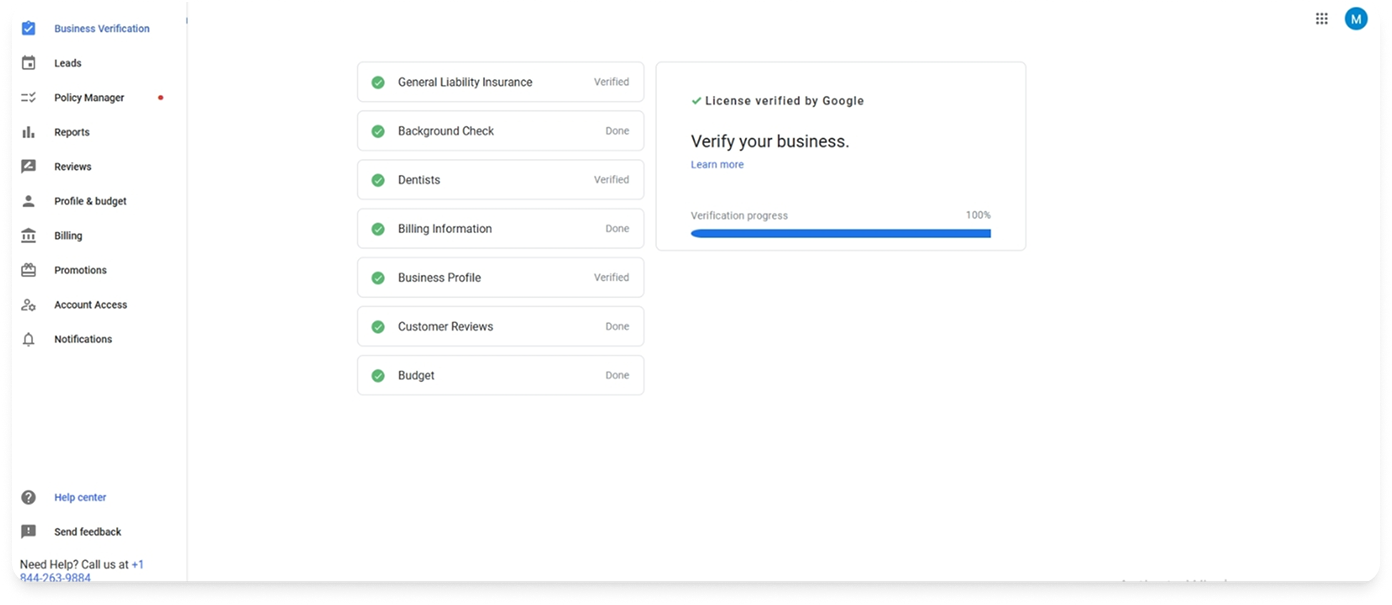 Business Verification
Leads
Policy Manager
Reports
Reviews
Profile & budget
Billing
Promotions
Account Access
Notifications
Help center
Send feedback
Need Help? Call us at +1
844-263-9884
M
General Liability Insurance Verified
Background Check Done
Dentists Verified
Billing Information Done
Business Profile Verified
Customer Reviews Done
Budget Done
License verified by Google
Verify your business.
Learn more
Verification progress 100%